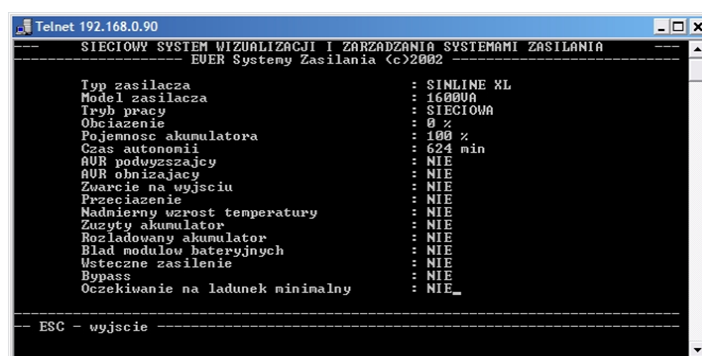 Telnet 192.168.0.90
--- SIECIOWY SYSTEM WIZUALIZACJI I ZARZADZANIA SYSTEMAMI ZASILANIA ---
------------------- EVER Systemy Zasilania (c)2002 -------------------------
Typ zasilacza : SINLINE XL
Model zasilacza : 1600VA
Tryb pracy : SIECIOWA
Obciazenie : 0 %
Pojemnosc akumulatora : 100 %
Czas autonomii : 624 min
AVR podwyzszajcy : NIE
AVR obnizajacy : NIE
Zwarcie na wyjsciu : NIE
Przeciazenie : NIE
Nadmierny wzrost temperatury : NIE
Zuzyty akumulator : NIE
Rozladowany akumulator : NIE
Blad modulow bateryjnych : NIE
Wsteczne zasilenie : NIE
Bypass : NIE
Oczekiwanie na ladunek minimalny : NIE_
-- ESC - wyjscie ------------------------------------------------------------